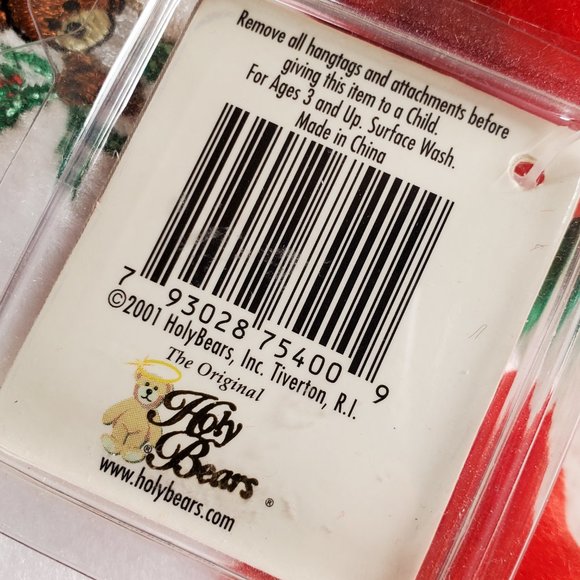 Remove all hangtags and attachments before
giving this item to a Child.
For Ages 3 and Up. Surface Wash.
Made in China
7 93028 75400 9
©2001 HolyBears, Inc. Tiverton, R.I.
The Original
Holy
Bears
®
®
www.holybears.com